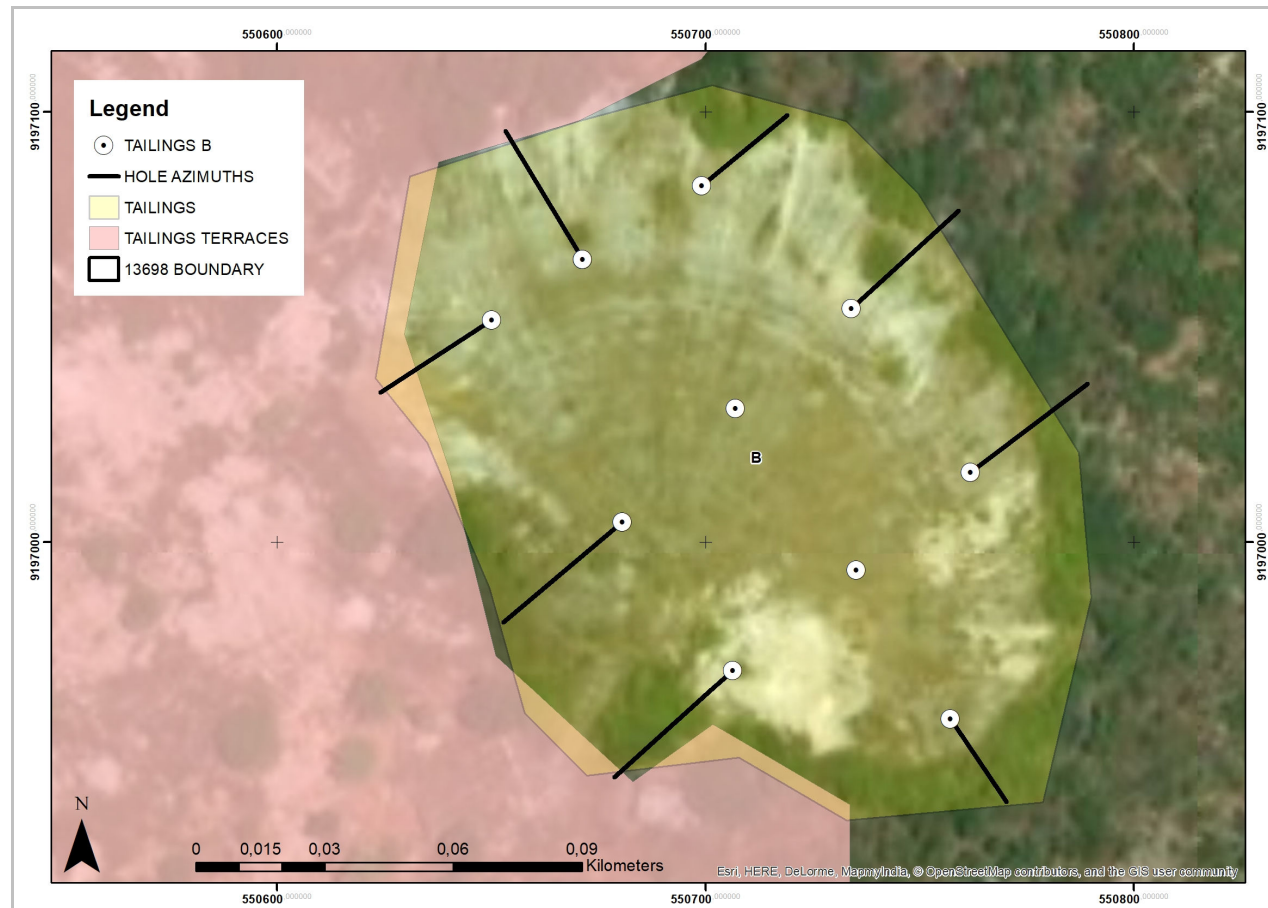 550600,000000 550700,000000 550800,000000
9197100,000000
9197100,000000
Legend
TAILINGS B
HOLE AZIMUTHS
TAILINGS
TAILINGS TERRACES
13698 BOUNDARY
B
9197000,000000
9197000,000000
N
0 0,015 0,03 0,06 0,09
Kilometers
Esri, HERE, DeLorme, MapmyIndia, © OpenStreetMap contributors, and the GIS user community
550600,000000 550700,000000 550800,000000